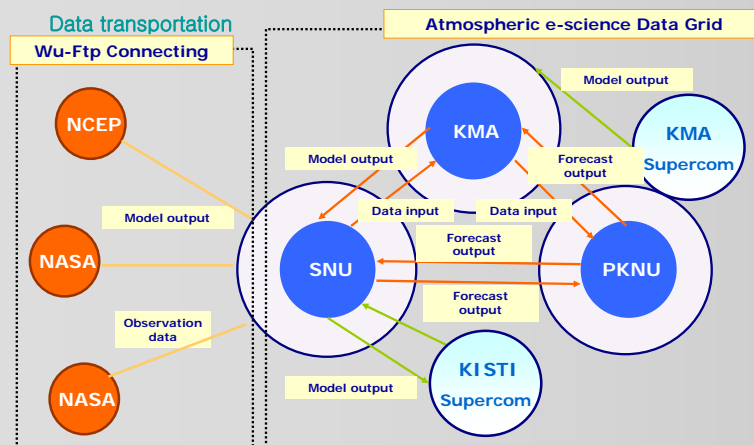 Data transportation
Wu-Ftp Connecting
Atmospheric e-science Data Grid
NCEP
Model output
NASA
Observation
data
NASA
KMA
Model output
KMA
Supercom
Model output
Forecast
output
Data input
Data input
SNU
Forecast
output
PKNU
Forecast
output
Model output
KISTI
Supercom